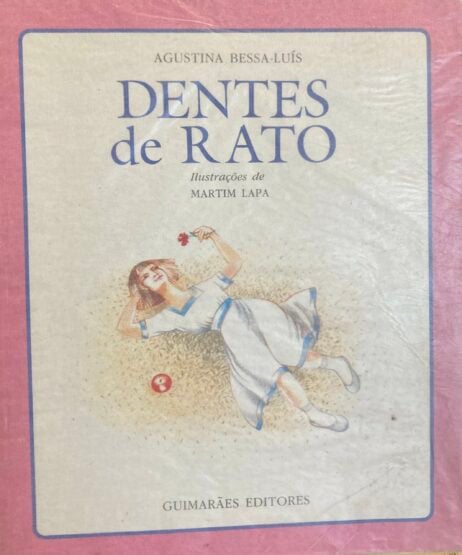 AGUSTINA BESSA-LUÍS
DENTES
de RATO
Ilustrações de
MARTIM LAPA
GUIMARÃES EDITORES